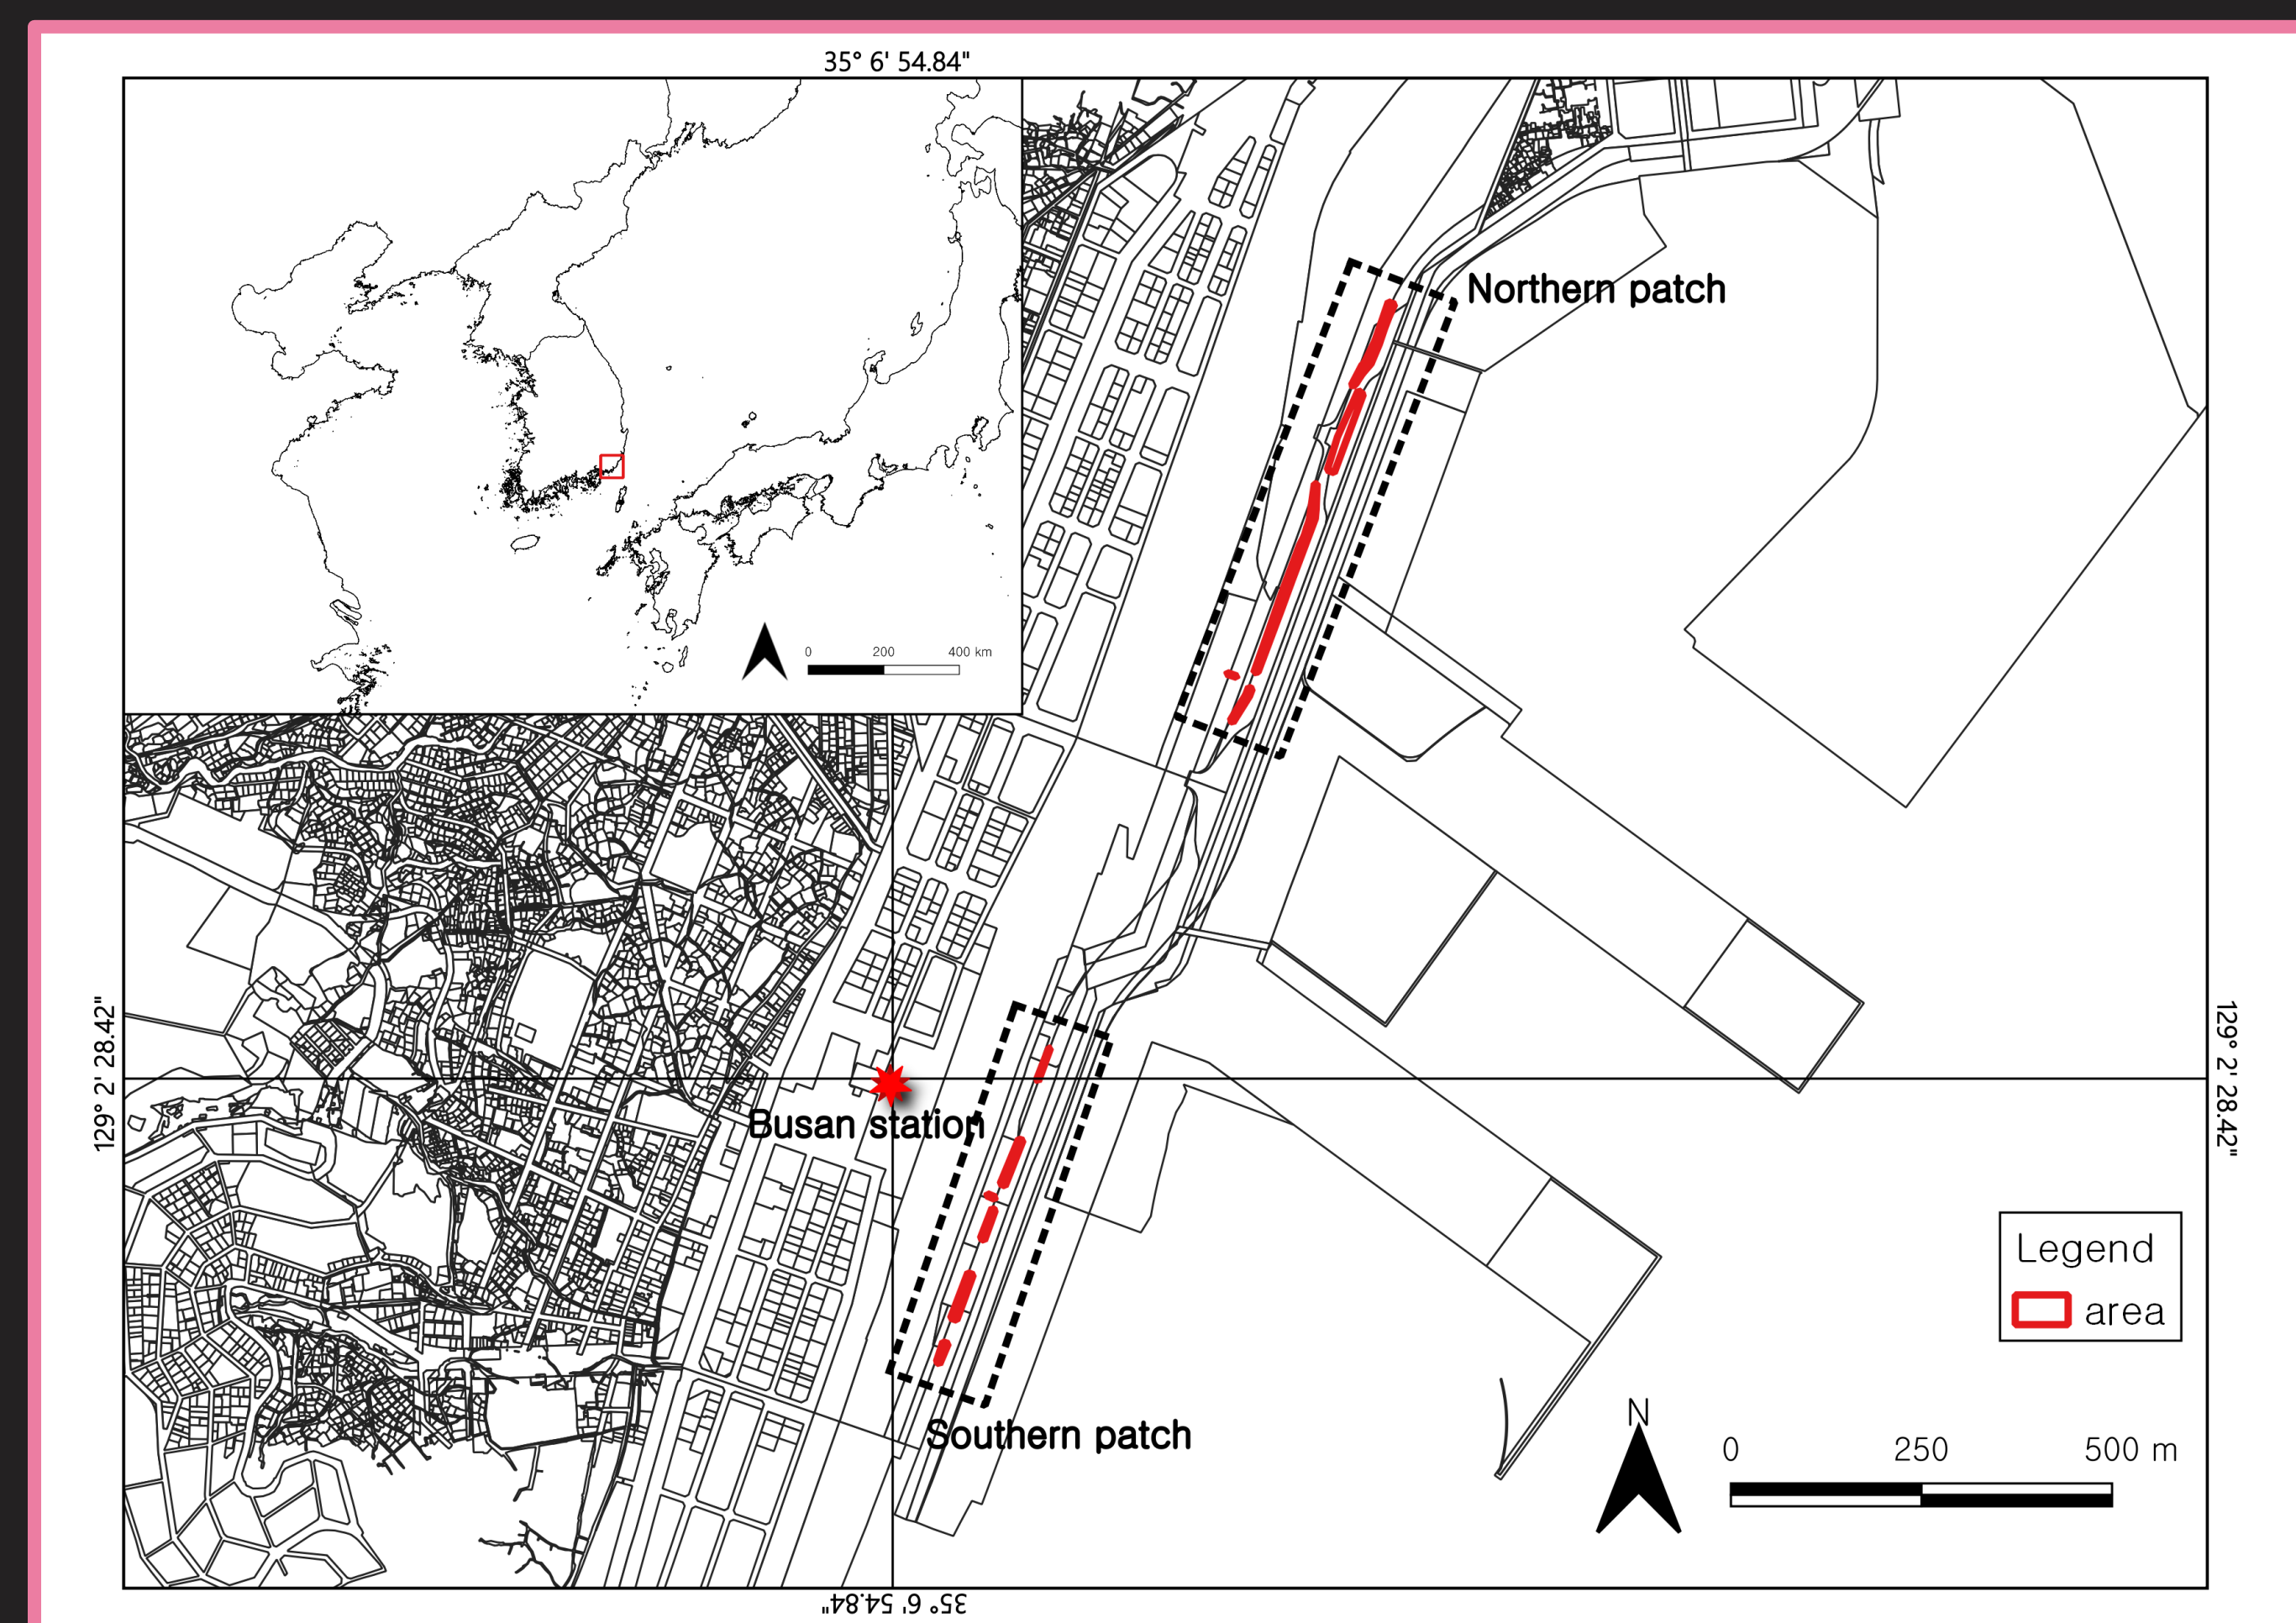 35° 6' 54.84"
Northern patch
0 200 400 km
129° 2' 28.42"
129° 2' 28.42"
Busan station
Legend
area
Southern patch
N
0 250 500 m
35° 6' 54.84"